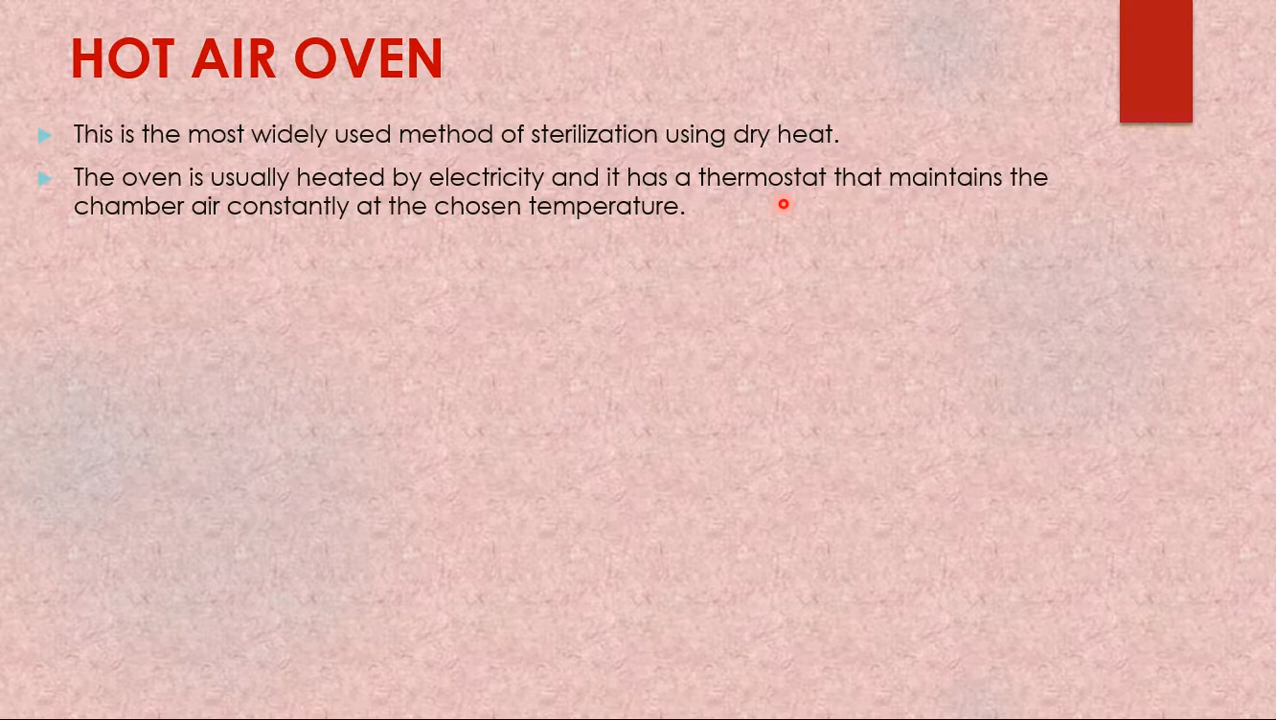 HOT AIR OVEN
This is the most widely used method of sterilization using dry heat.
The oven is usually heated by electricity and it has a thermostat that maintains the
chamber air constantly at the chosen temperature.